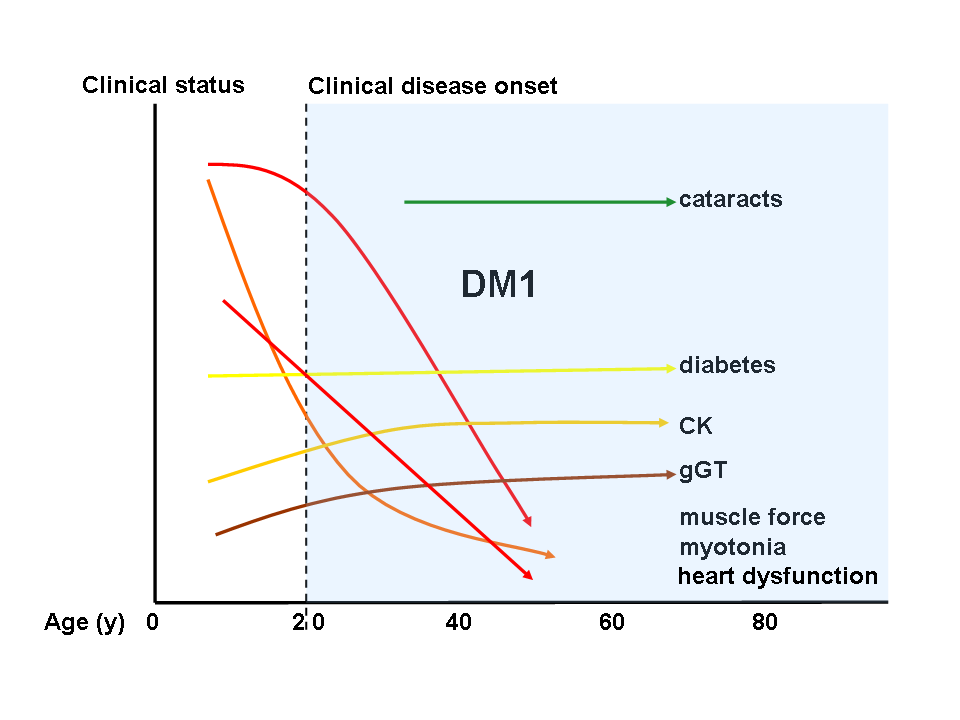 Clinical status
Clinical disease onset
cataracts
DM1
diabetes
CK
gGT
muscle force
myotonia
heart dysfunction
Age (y) 0 20 40 60 80